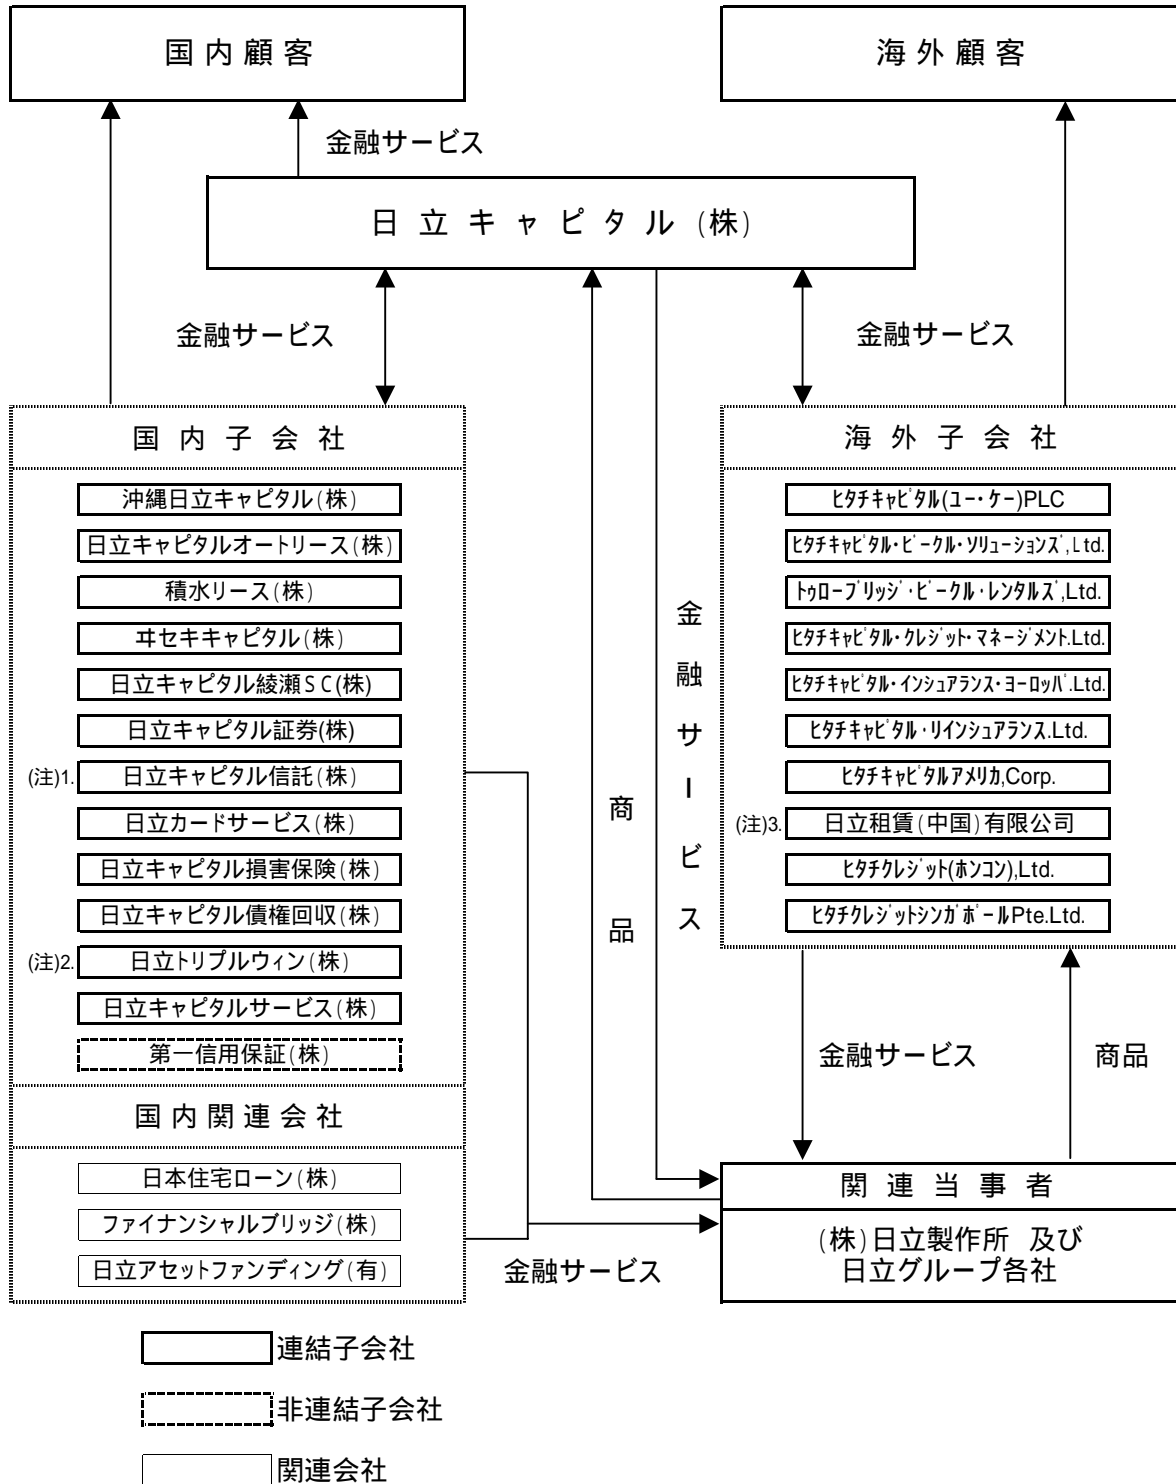 国内顧客
海外顧客
金融サービス
日立キャピタル(株)
金融サービス
金融サービス
国内子会社
沖縄日立キャピタル(株)
日立キャピタルオートリース(株)
積水リース(株)
ヰセキキャピタル(株)
日立キャピタル綾瀬SC(株)
日立キャピタル証券(株)
(注)1. 日立キャピタル信託(株)
日立カードサービス(株)
日立キャピタル損害保険(株)
日立キャピタル債権回収(株)
(注)2. 日立トリプルウィン(株)
日立キャピタルサービス(株)
第一信用保証(株)
国内関連会社
日本住宅ローン(株)
ファイナンシャルブリッジ(株)
日立アセットファンディング(有)
商品
金融サービス
海外子会社
ﾋﾀﾁｷｬﾋﾟﾀﾙ(ﾕｰ･ｹｰ)PLC
ﾋﾀﾁｷｬﾋﾟﾀﾙ･ﾋﾞｰｸﾙ･ｿﾘｭｰｼｮﾝｽﾞ,Ltd.
ﾄｩﾛｰﾌﾞﾘｯｼﾞ･ﾋﾞｰｸﾙ･ﾚﾝﾀﾙｽﾞ,Ltd.
ﾋﾀﾁｷｬﾋﾟﾀﾙ･ｸﾚｼﾞｯﾄ･ﾏﾈｰｼﾞﾒﾝﾄ.Ltd.
ﾋﾀﾁｷｬﾋﾟﾀﾙ･ｲﾝｼｭｱﾗﾝｽ･ﾖｰﾛｯﾊﾟ.Ltd.
ﾋﾀﾁｷｬﾋﾟﾀﾙ･ﾘｲﾝｼｭｱﾗﾝｽ.Ltd.
ﾋﾀﾁｷｬﾋﾟﾀﾙｱﾒﾘｶ,Corp.
(注)3. 日立租賃(中国)有限公司
ﾋﾀﾁｸﾚｼﾞｯﾄ(ﾎﾝｺﾝ),Ltd.
ﾋﾀﾁｸﾚｼﾞｯﾄｼﾝｶﾞﾎﾟｰﾙPte.Ltd.
金融サービス
商品
関連当事者
(株)日立製作所 及び
日立グループ各社
金融サービス
連結子会社
非連結子会社
関連会社